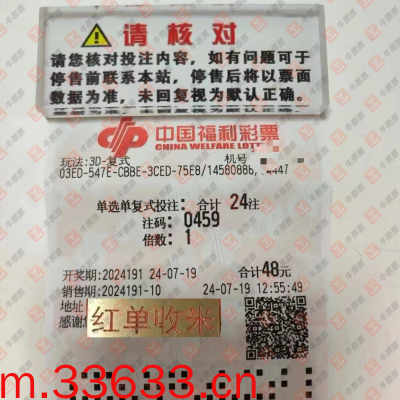 请核对
请您核对投注内容，如有问题可于
停售前联系本站，停售后将以票面
数据为准，未回复视为默认正确。
中国福利彩票
CHINA WELFARE LOTT
玩法:3D-复式 机号
03ED-547E-CBBE-3CED-75E8/14580886, 447
单选单复式投注: 合计 24注
注码: 0459
倍数: 1
开奖期:2024191 24-07-19 合计48元
销售期:2024191-10 24-07-19 12:55:49
地址
感谢
红单收米
m.33633.cn